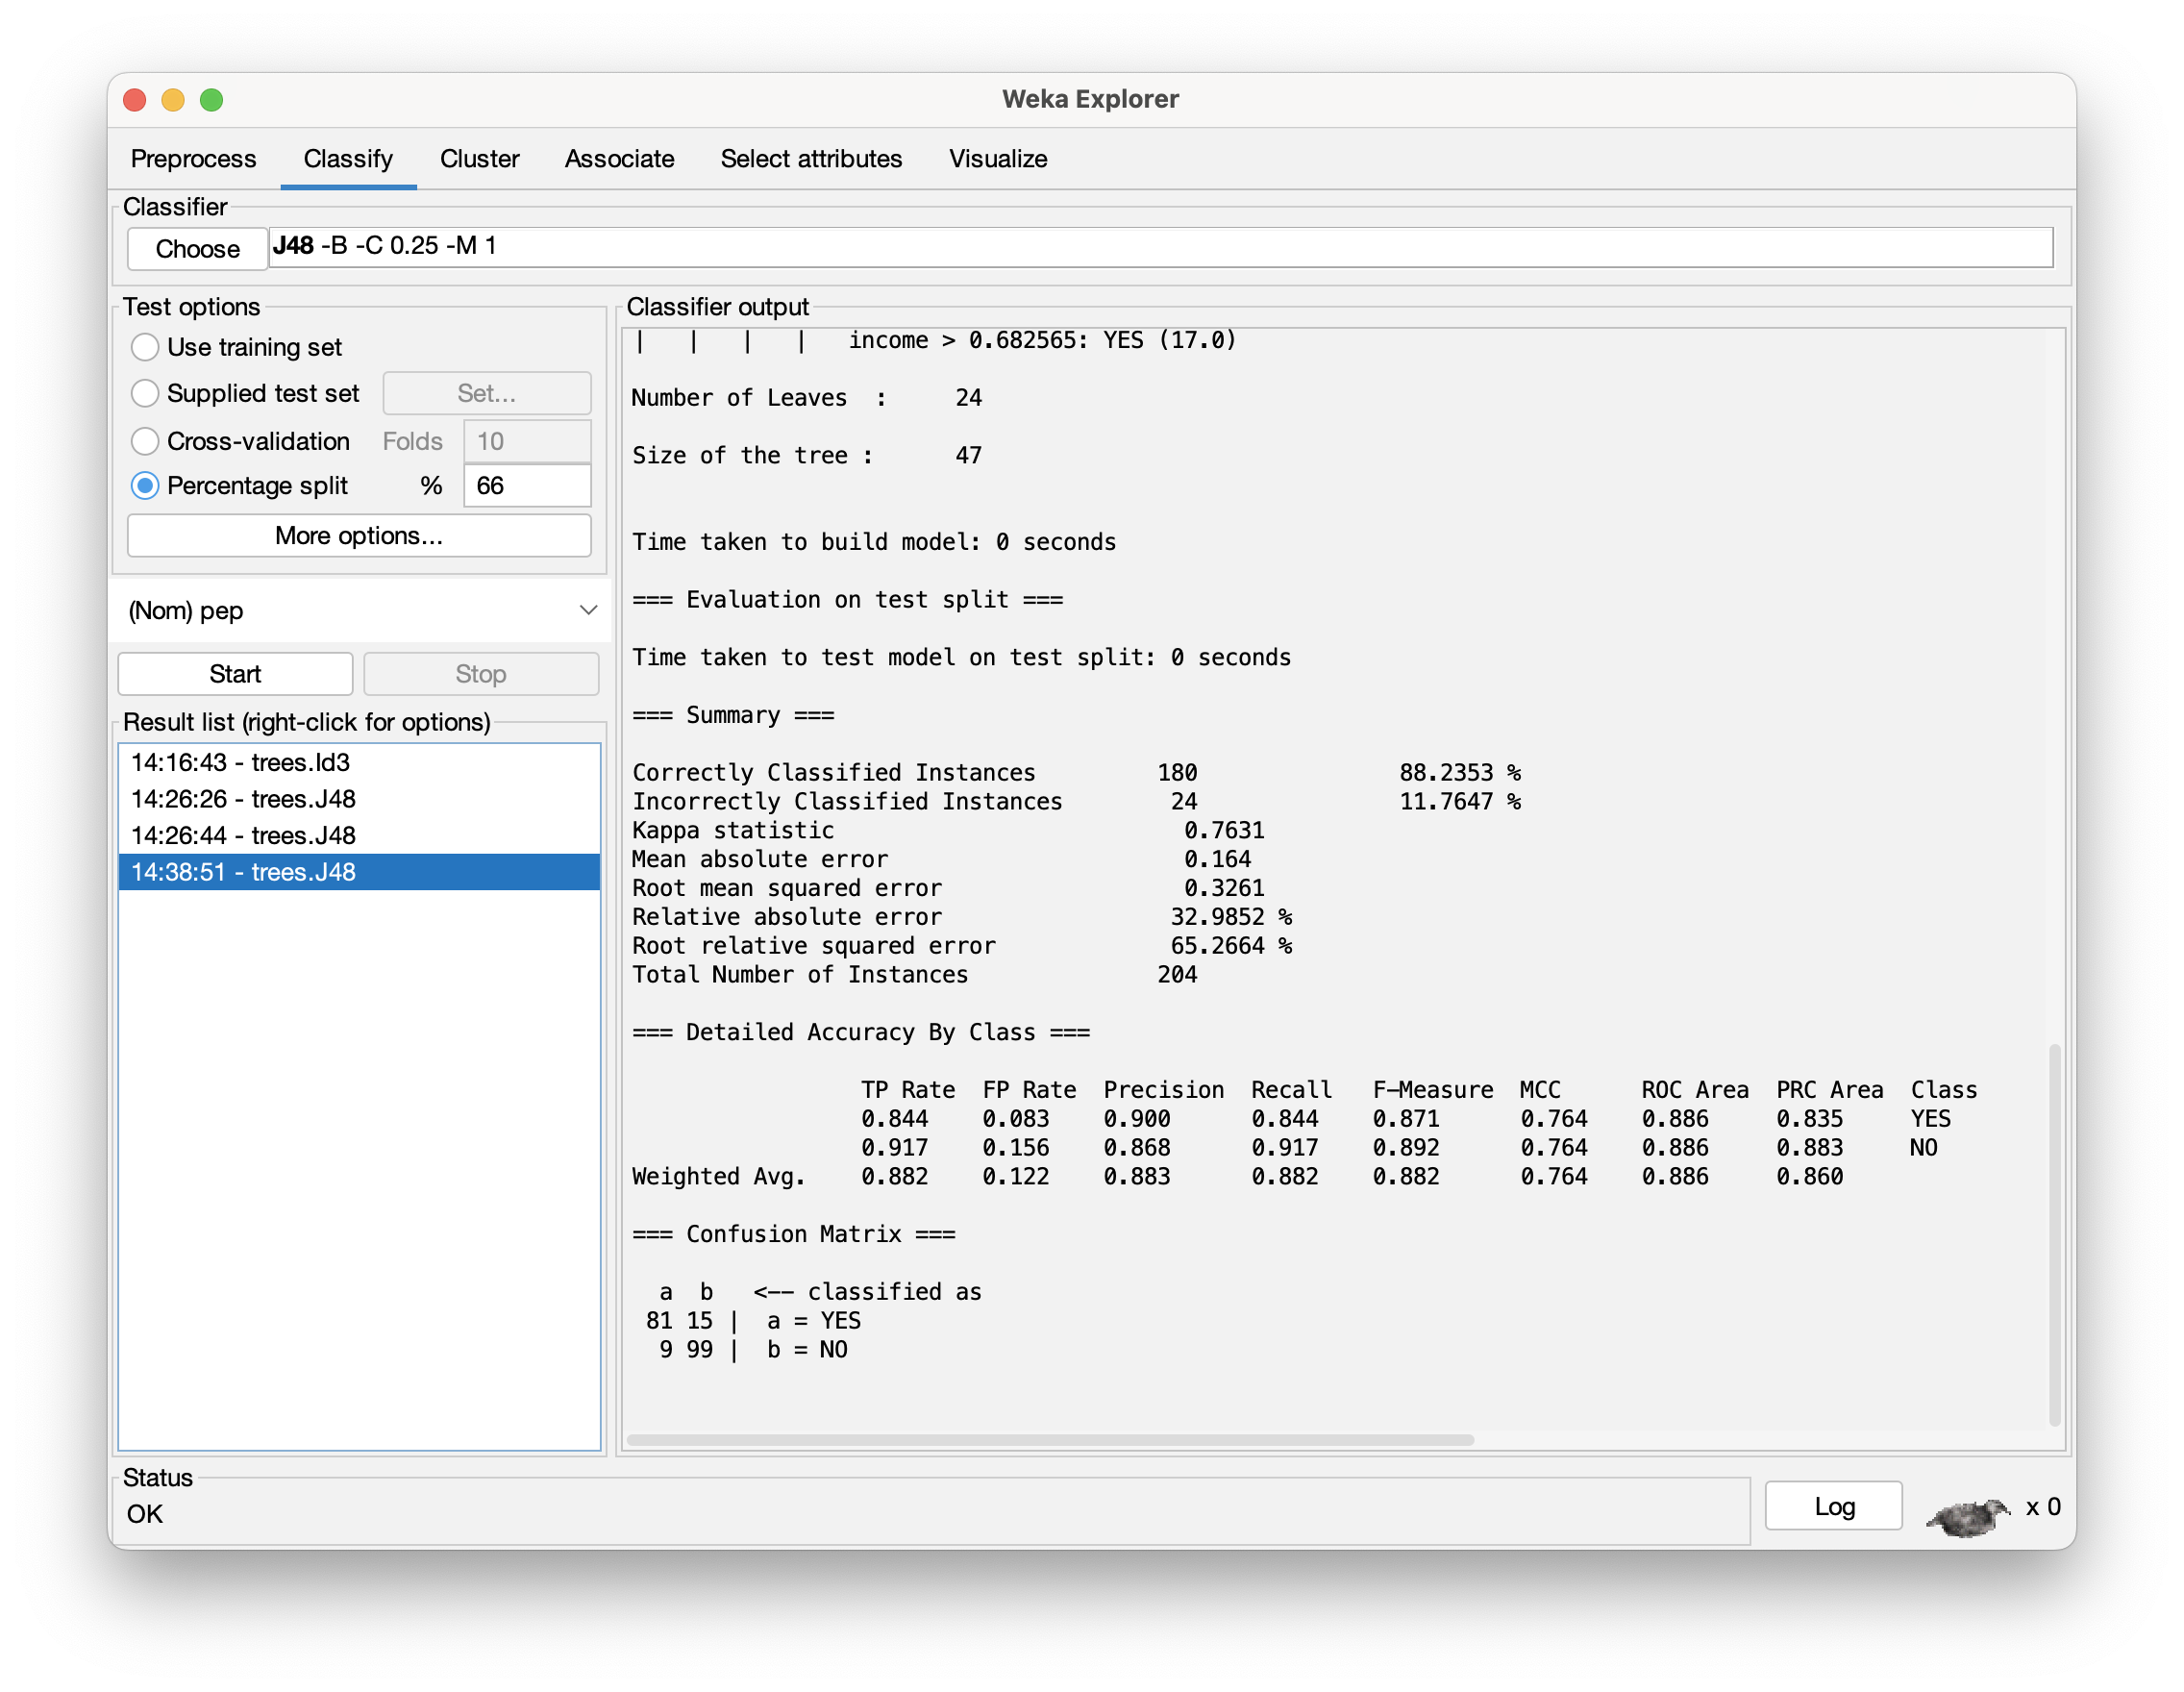 Weka Explorer
Preprocess Classify Cluster Associate Select attributes Visualize
Classifier
Choose J48 -B -C 0.25 -M 1
Test options
Use training set
Supplied test set Set...
Cross-validation Folds 10
Percentage split % 66
More options...
(Nom) pep
Start Stop
Result list (right-click for options)
14:16:43 - trees.Id3
14:26:26 - trees.J48
14:26:44 - trees.J48
14:38:51 - trees.J48
Classifier output
| | | | income > 0.682565: YES (17.0)
Number of Leaves : 24
Size of the tree : 47
Time taken to build model: 0 seconds
=== Evaluation on test split ===
Time taken to test model on test split: 0 seconds
=== Summary ===
Correctly Classified Instances 180 88.2353 %
Incorrectly Classified Instances 24 11.7647 %
Kappa statistic 0.7631
Mean absolute error 0.164
Root mean squared error 0.3261
Relative absolute error 32.9852 %
Root relative squared error 65.2664 %
Total Number of Instances 204
=== Detailed Accuracy By Class ===
TP Rate FP Rate Precision Recall F-Measure MCC ROC Area PRC Area Class
0.844 0.083 0.900 0.844 0.871 0.764 0.886 0.835 YES
0.917 0.156 0.868 0.917 0.892 0.764 0.886 0.883 NO
Weighted Avg. 0.882 0.122 0.883 0.882 0.882 0.764 0.886 0.860
=== Confusion Matrix ===
a b <-- classified as
81 15 | a = YES
9 99 | b = NO
Status
OK
Log x 0